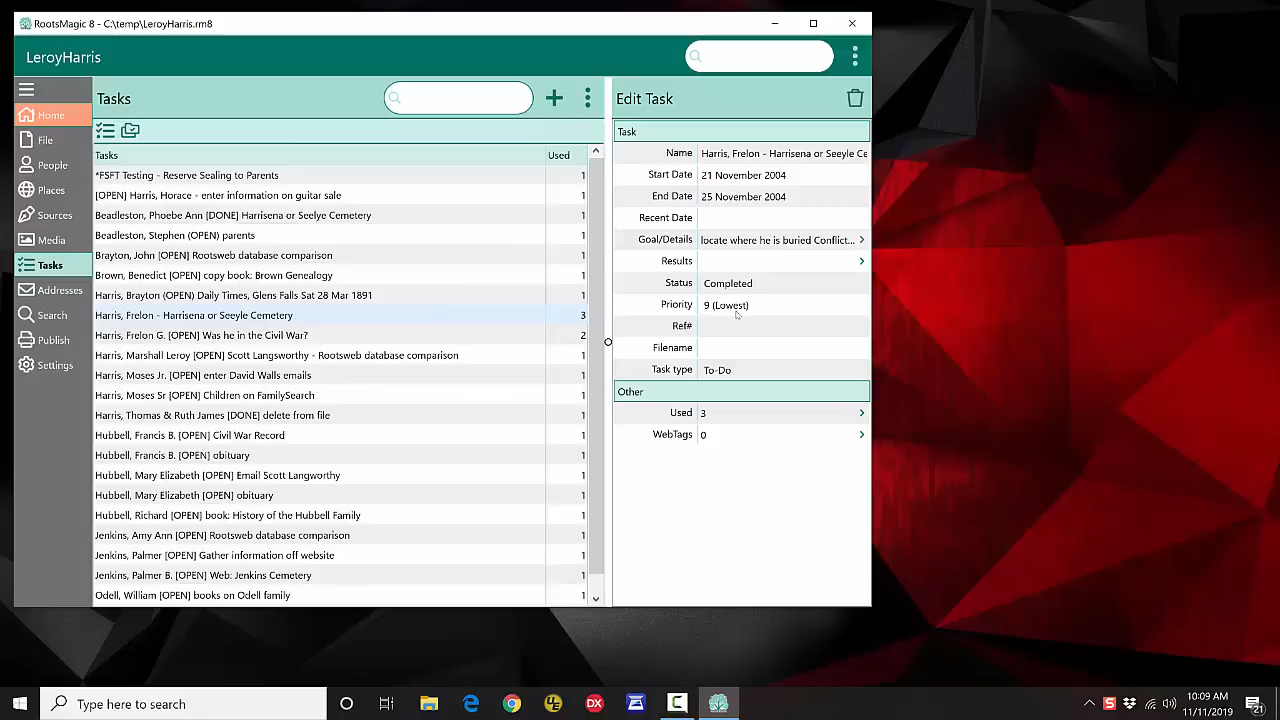 RootsMagic 8 - C:\temp\LeroyHarris.rm8
LeroyHarris
Home
File
People
Places
Sources
Media
Tasks
Addresses
Search
Publish
Settings
Tasks
Tasks Used
*FSFT Testing - Reserve Sealing to Parents 1
[OPEN] Harris, Horace - enter information on guitar sale 1
Beadleston, Phoebe Ann [DONE] Harrisena or Seelye Cemetery 1
Beadleston, Stephen (OPEN) parents 1
Brayton, John [OPEN] Rootsweb database comparison 1
Brown, Benedict [OPEN] copy book: Brown Genealogy 1
Harris, Brayton (OPEN) Daily Times, Glens Falls Sat 28 Mar 1891 1
Harris, Frelon - Harrisena or Seeyle Cemetery 3
Harris, Frelon G. [OPEN] Was he in the Civil War? 2
Harris, Marshall Leroy [OPEN] Scott Langsworthy - Rootsweb database comparison 1
Harris, Moses Jr. [OPEN] enter David Walls emails 1
Harris, Moses Sr [OPEN] Children on FamilySearch 1
Harris, Thomas & Ruth James [DONE] delete from file 1
Hubbell, Francis B. [OPEN] Civil War Record 1
Hubbell, Francis B. [OPEN] obituary 1
Hubbell, Mary Elizabeth [OPEN] Email Scott Langworthy 1
Hubbell, Mary Elizabeth [OPEN] obituary 1
Hubbell, Richard [OPEN] book: History of the Hubbell Family 1
Jenkins, Amy Ann [OPEN] Rootsweb database comparison 1
Jenkins, Palmer [OPEN] Gather information off website 1
Jenkins, Palmer B. [OPEN] Web: Jenkins Cemetery 1
Odell, William [OPEN] books on Odell family 1
Edit Task
Task
Name Harris, Frelon - Harrisena or Seeyle Ce
Start Date 21 November 2004
End Date 25 November 2004
Recent Date
Goal/Details locate where he is buried Conflict...
Results
Status Completed
Priority 9 (Lowest)
Ref#
Filename
Task type To-Do
Other
Used 3
WebTags 0
Type here to search
10:09 AM
11/11/2019
21